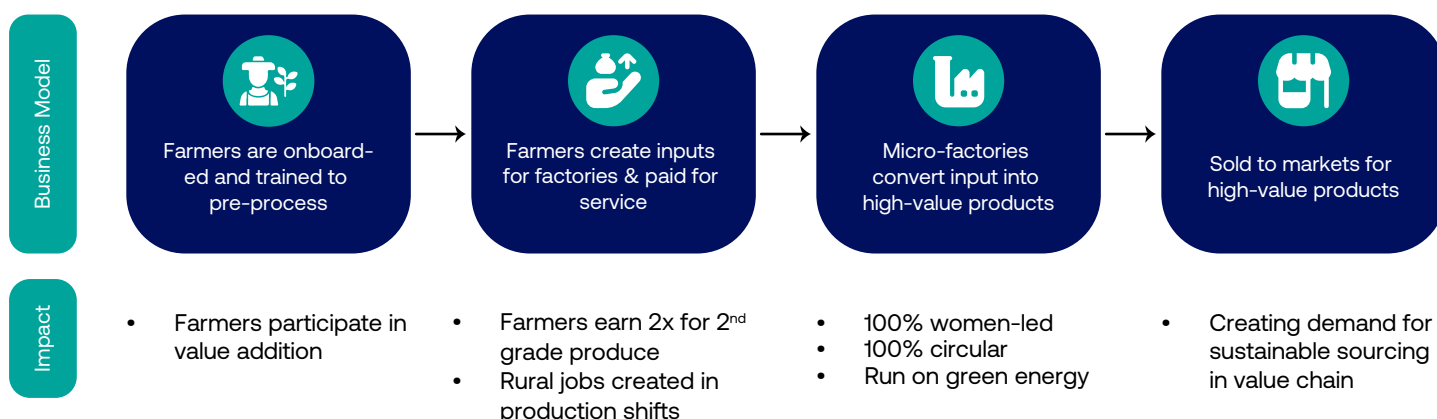 Business Model
Farmers are onboard-
ed and trained to
pre-process
Farmers create inputs
for factories & paid for
service
Micro-factories
convert input into
high-value products
Sold to markets for
high-value products
Impact
• Farmers participate in
value addition
• Farmers earn 2x for 2nd
grade produce
• Rural jobs created in
production shifts
• 100% women-led
• 100% circular
• Run on green energy
• Creating demand for
sustainable sourcing
in value chain